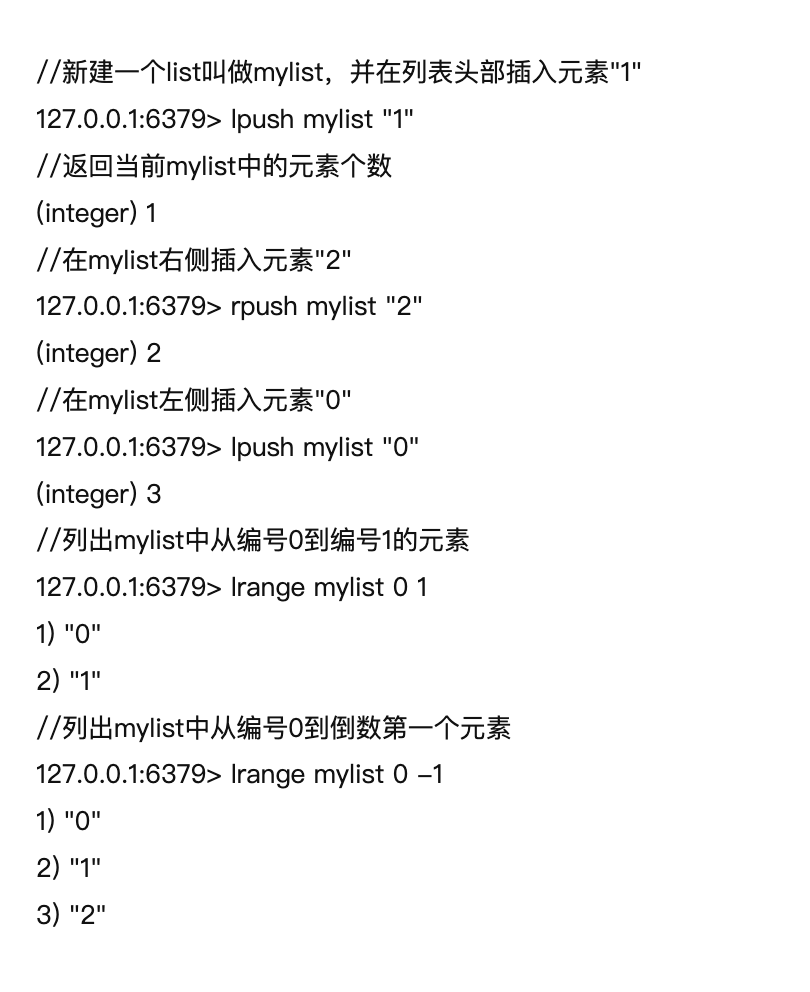 //新建一个list叫做mylist，并在列表头部插入元素"1"
127.0.0.1:6379> lpush mylist "1"
//返回当前mylist中的元素个数
(integer) 1
//在mylist右侧插入元素"2"
127.0.0.1:6379> rpush mylist "2"
(integer) 2
//在mylist左侧插入元素"0"
127.0.0.1:6379> lpush mylist "0"
(integer) 3
//列出mylist中从编号0到编号1的元素
127.0.0.1:6379> lrange mylist 0 1
1) "0"
2) "1"
//列出mylist中从编号0到倒数第一个元素
127.0.0.1:6379> lrange mylist 0 -1
1) "0"
2) "1"
3) "2"